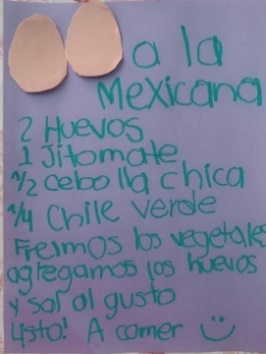 a la
Mexicana
2 Huevos
1 Jitomate
1/2 cebolla chica
1/4 Chile verde
Freimos los vegetales
agregamos los huevos
y sal al gusto
Listo! A comer